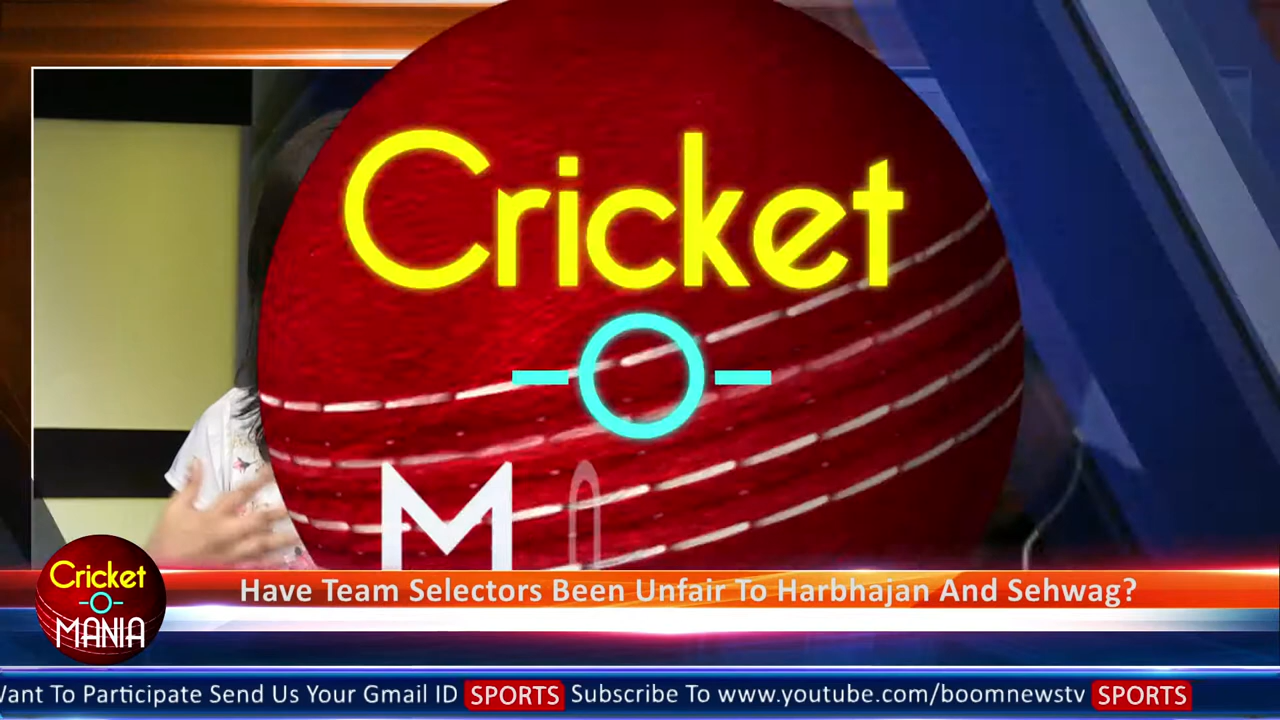 Cricket
-O-
M
Have Team Selectors Been Unfair To Harbhajan And Sehwag?
Cricket
-O-
MANIA
Want To Participate Send Us Your Gmail ID SPORTS Subscribe To www.youtube.com/boomnewstv SPORTS